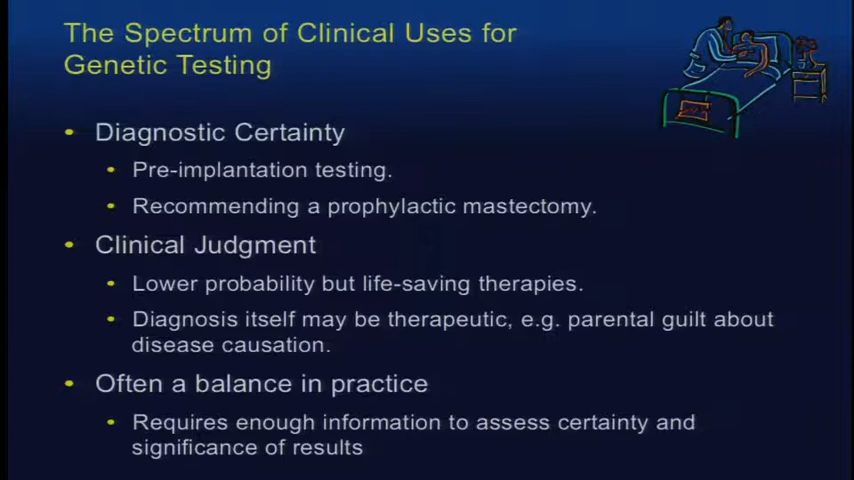 The Spectrum of Clinical Uses for
Genetic Testing
• Diagnostic Certainty
• Pre-implantation testing.
• Recommending a prophylactic mastectomy.
• Clinical Judgment
• Lower probability but life-saving therapies.
• Diagnosis itself may be therapeutic, e.g. parental guilt about
disease causation.
• Often a balance in practice
• Requires enough information to assess certainty and
significance of results